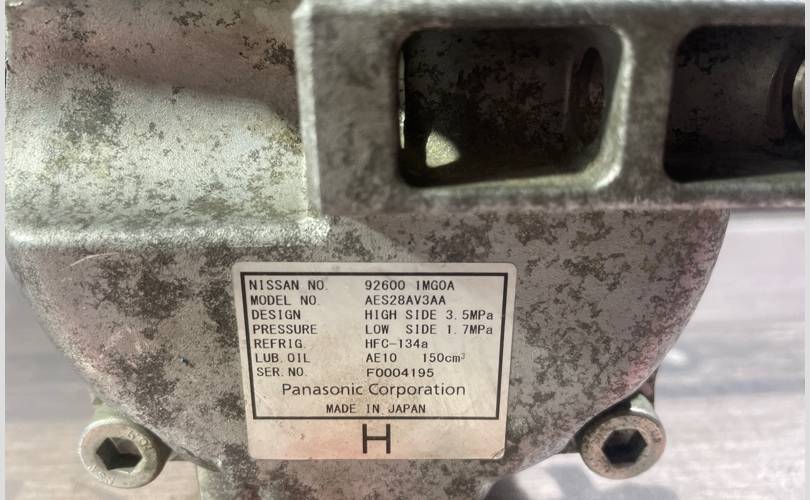 NISSAN NO. 92600 1MG0A
MODEL NO. AES28AV3AA
DESIGN HIGH SIDE 3.5MPa
PRESSURE LOW SIDE 1.7MPa
REFRIG. HFC-134a
LUB.OIL AE10 150cm³
SER.NO. F0004195
Panasonic Corporation
MADE IN JAPAN
H